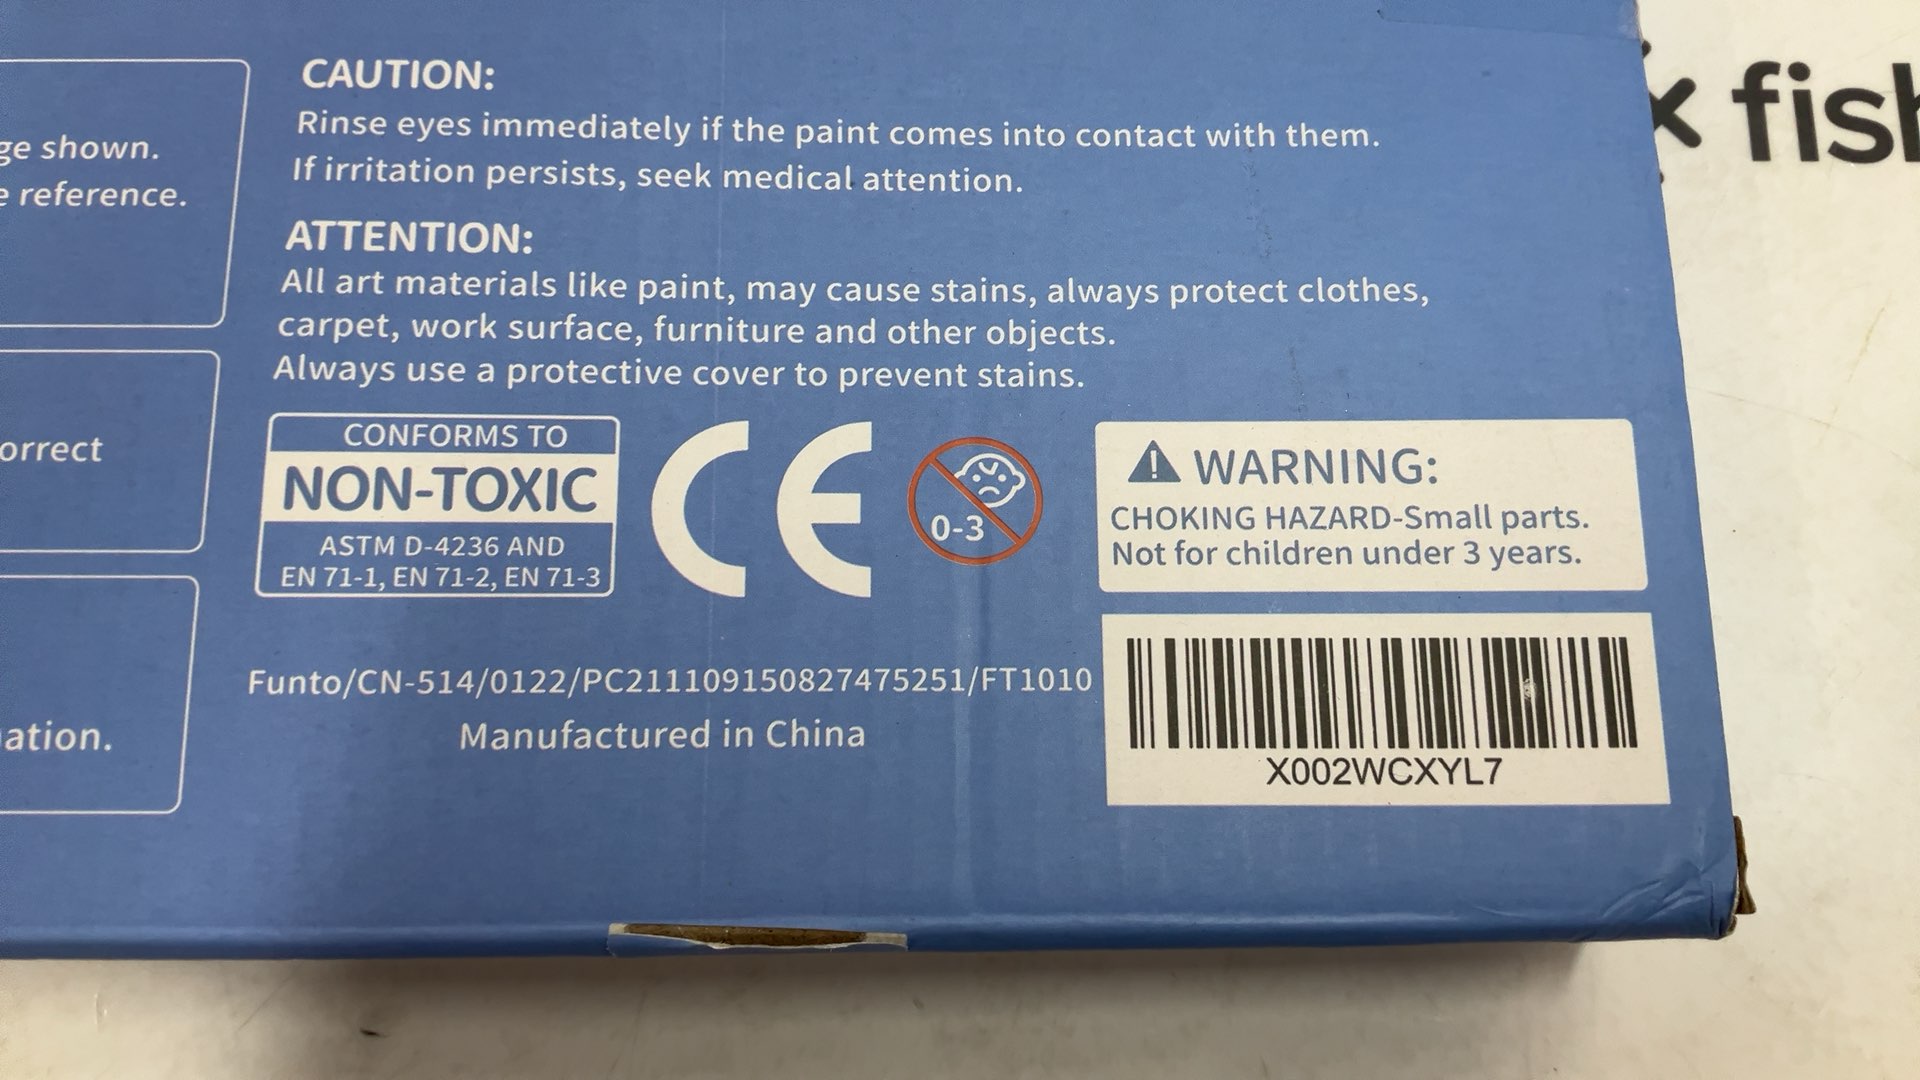 ge shown.
reference.
orrect
ation.
CAUTION:
Rinse eyes immediately if the paint comes into contact with them.
If irritation persists, seek medical attention.
ATTENTION:
All art materials like paint, may cause stains, always protect clothes,
carpet, work surface, furniture and other objects.
Always use a protective cover to prevent stains.
CONFORMS TO
NON-TOXIC
ASTM D-4236 AND
EN 71-1, EN 71-2, EN 71-3
CE
0-3
WARNING:
CHOKING HAZARD-Small parts.
Not for children under 3 years.
Funto/CN-514/0122/PC211109150827475251/FT1010
Manufactured in China
X002WCXYL7
fish